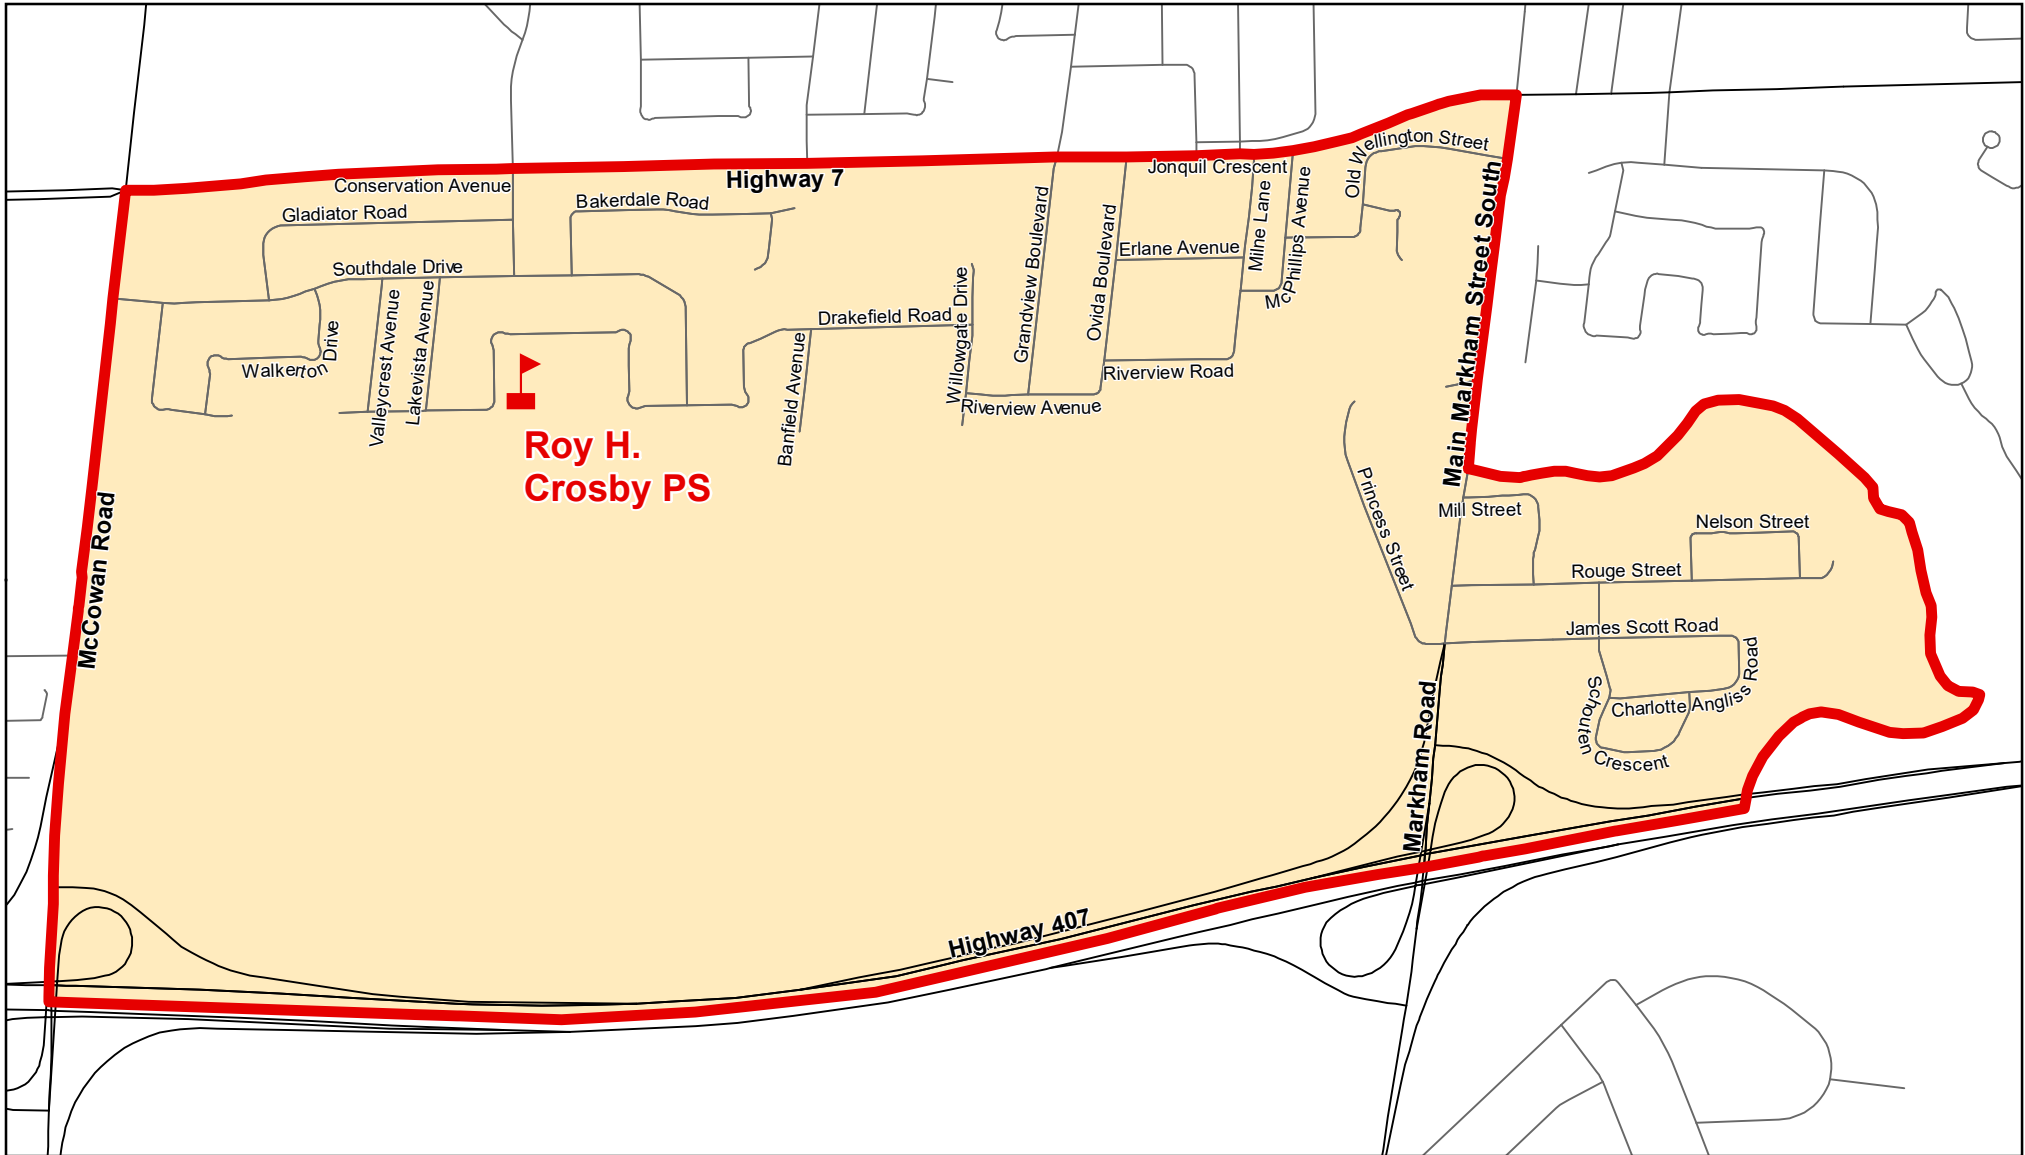 Old Wellington Street
Jonquil Crescent
Highway 7
Conservation Avenue
Bakerdale Road
Gladiator Road
Main Markham Street South
Milne Lane
McPhillips Avenue
Grandview Boulevard
Ovida Boulevard
Erlane Avenue
Southdale Drive
Willowgate Drive
Drakefield Road
Valleycrest Avenue
Lakevista Avenue
Walkerton Drive
Banfield Avenue
Riverview Road
Riverview Avenue
Roy H.
Crosby PS
Princess Street
Mill Street
Nelson Street
McCowan Road
Rouge Street
James Scott Road
Charlotte Angliss Road
Schouten Crescent
Markham Road
Highway 407